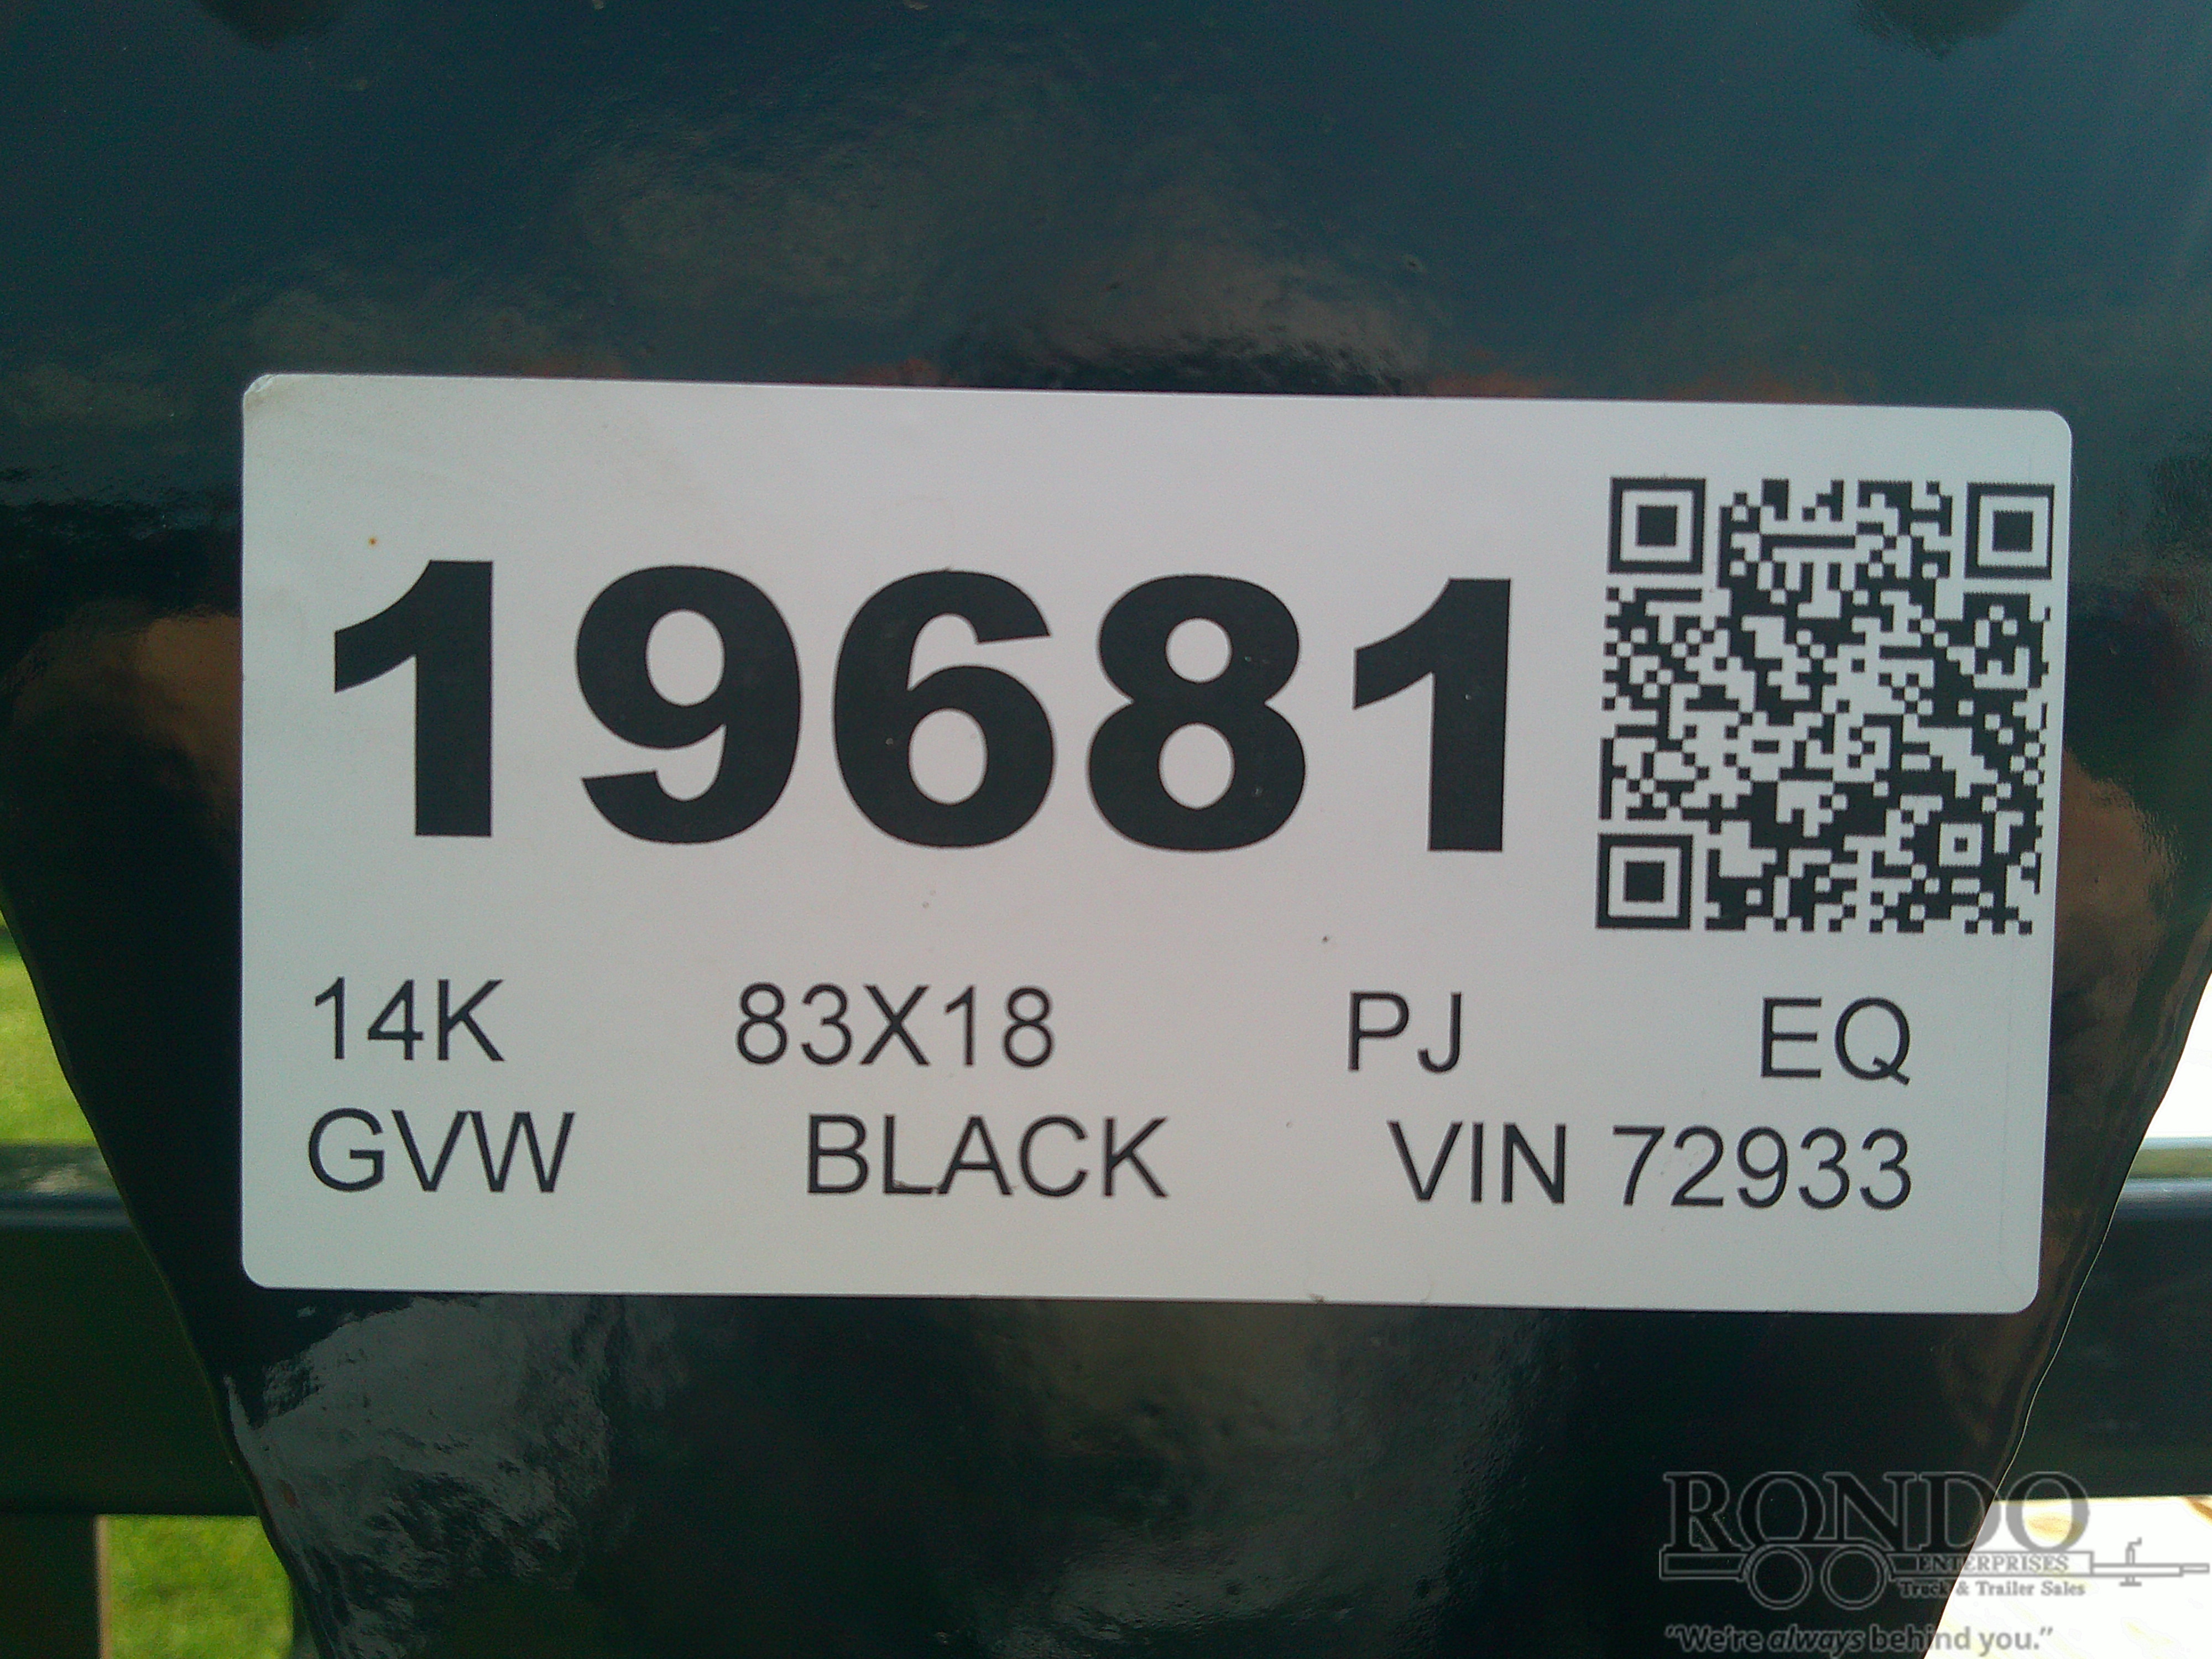 19681
14K 83X18 PJ EQ
GVW BLACK VIN 72933
RONDO
ENTERPRISES
Truck & Trailer Sales
"We're always behind you."